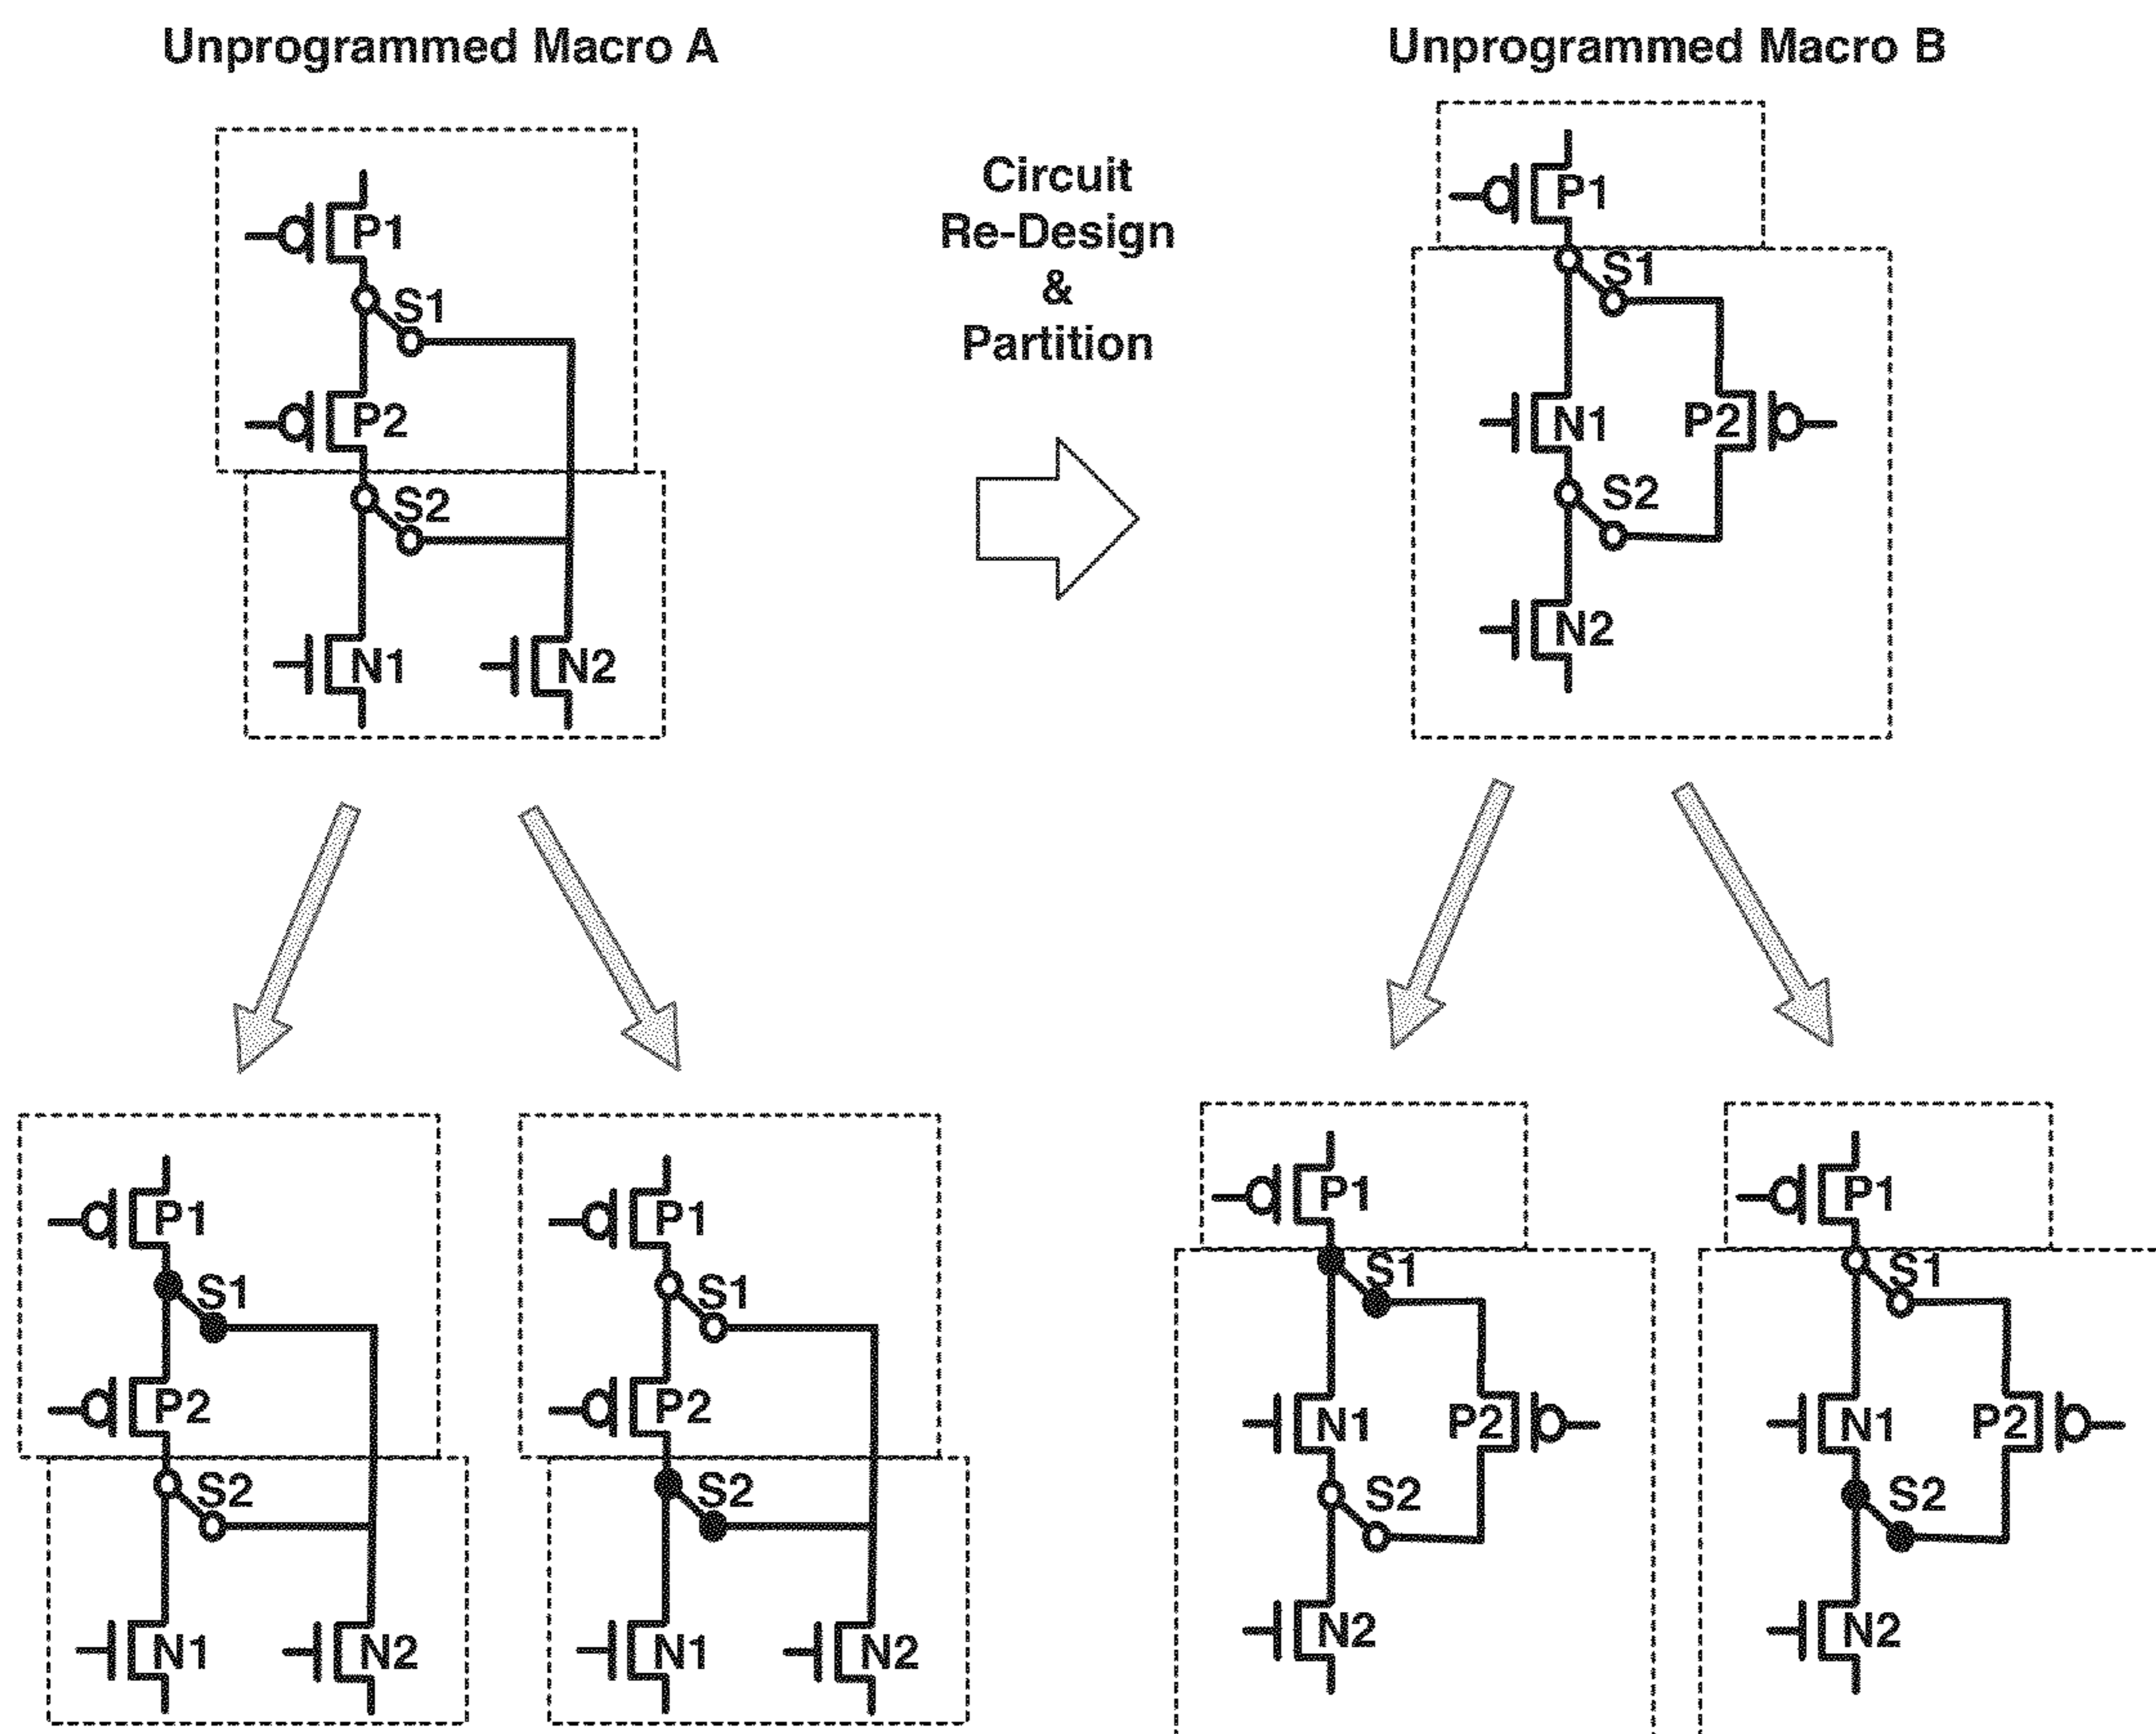 Unprogrammed Macro A
Unprogrammed Macro B
P1
S1
P2
S2
N1 N2
Circuit
Re-Design
&
Partition
P1
S1
N1 P2
S2
N2
P1
S1
P2
S2
N1 N2
P1
S1
P2
S2
N1 N2
P1
S1
N1 P2
S2
N2
P1
S1
N1 P2
S2
N2